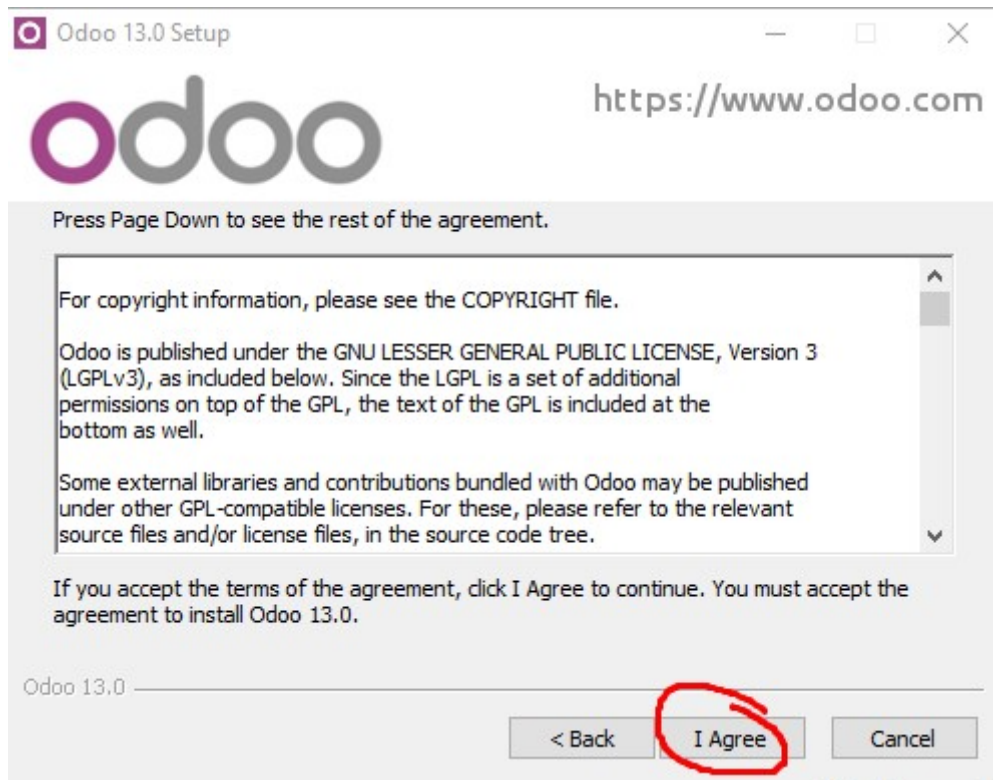 Odoo 13.0 Setup
odoo
https://www.odoo.com
Press Page Down to see the rest of the agreement.
For copyright information, please see the COPYRIGHT file.
Odoo is published under the GNU LESSER GENERAL PUBLIC LICENSE, Version 3
(LGPLv3), as included below. Since the LGPL is a set of additional
permissions on top of the GPL, the text of the GPL is included at the
bottom as well.
Some external libraries and contributions bundled with Odoo may be published
under other GPL-compatible licenses. For these, please refer to the relevant
source files and/or license files, in the source code tree.
If you accept the terms of the agreement, click I Agree to continue. You must accept the
agreement to install Odoo 13.0.
Odoo 13.0
< Back I Agree Cancel